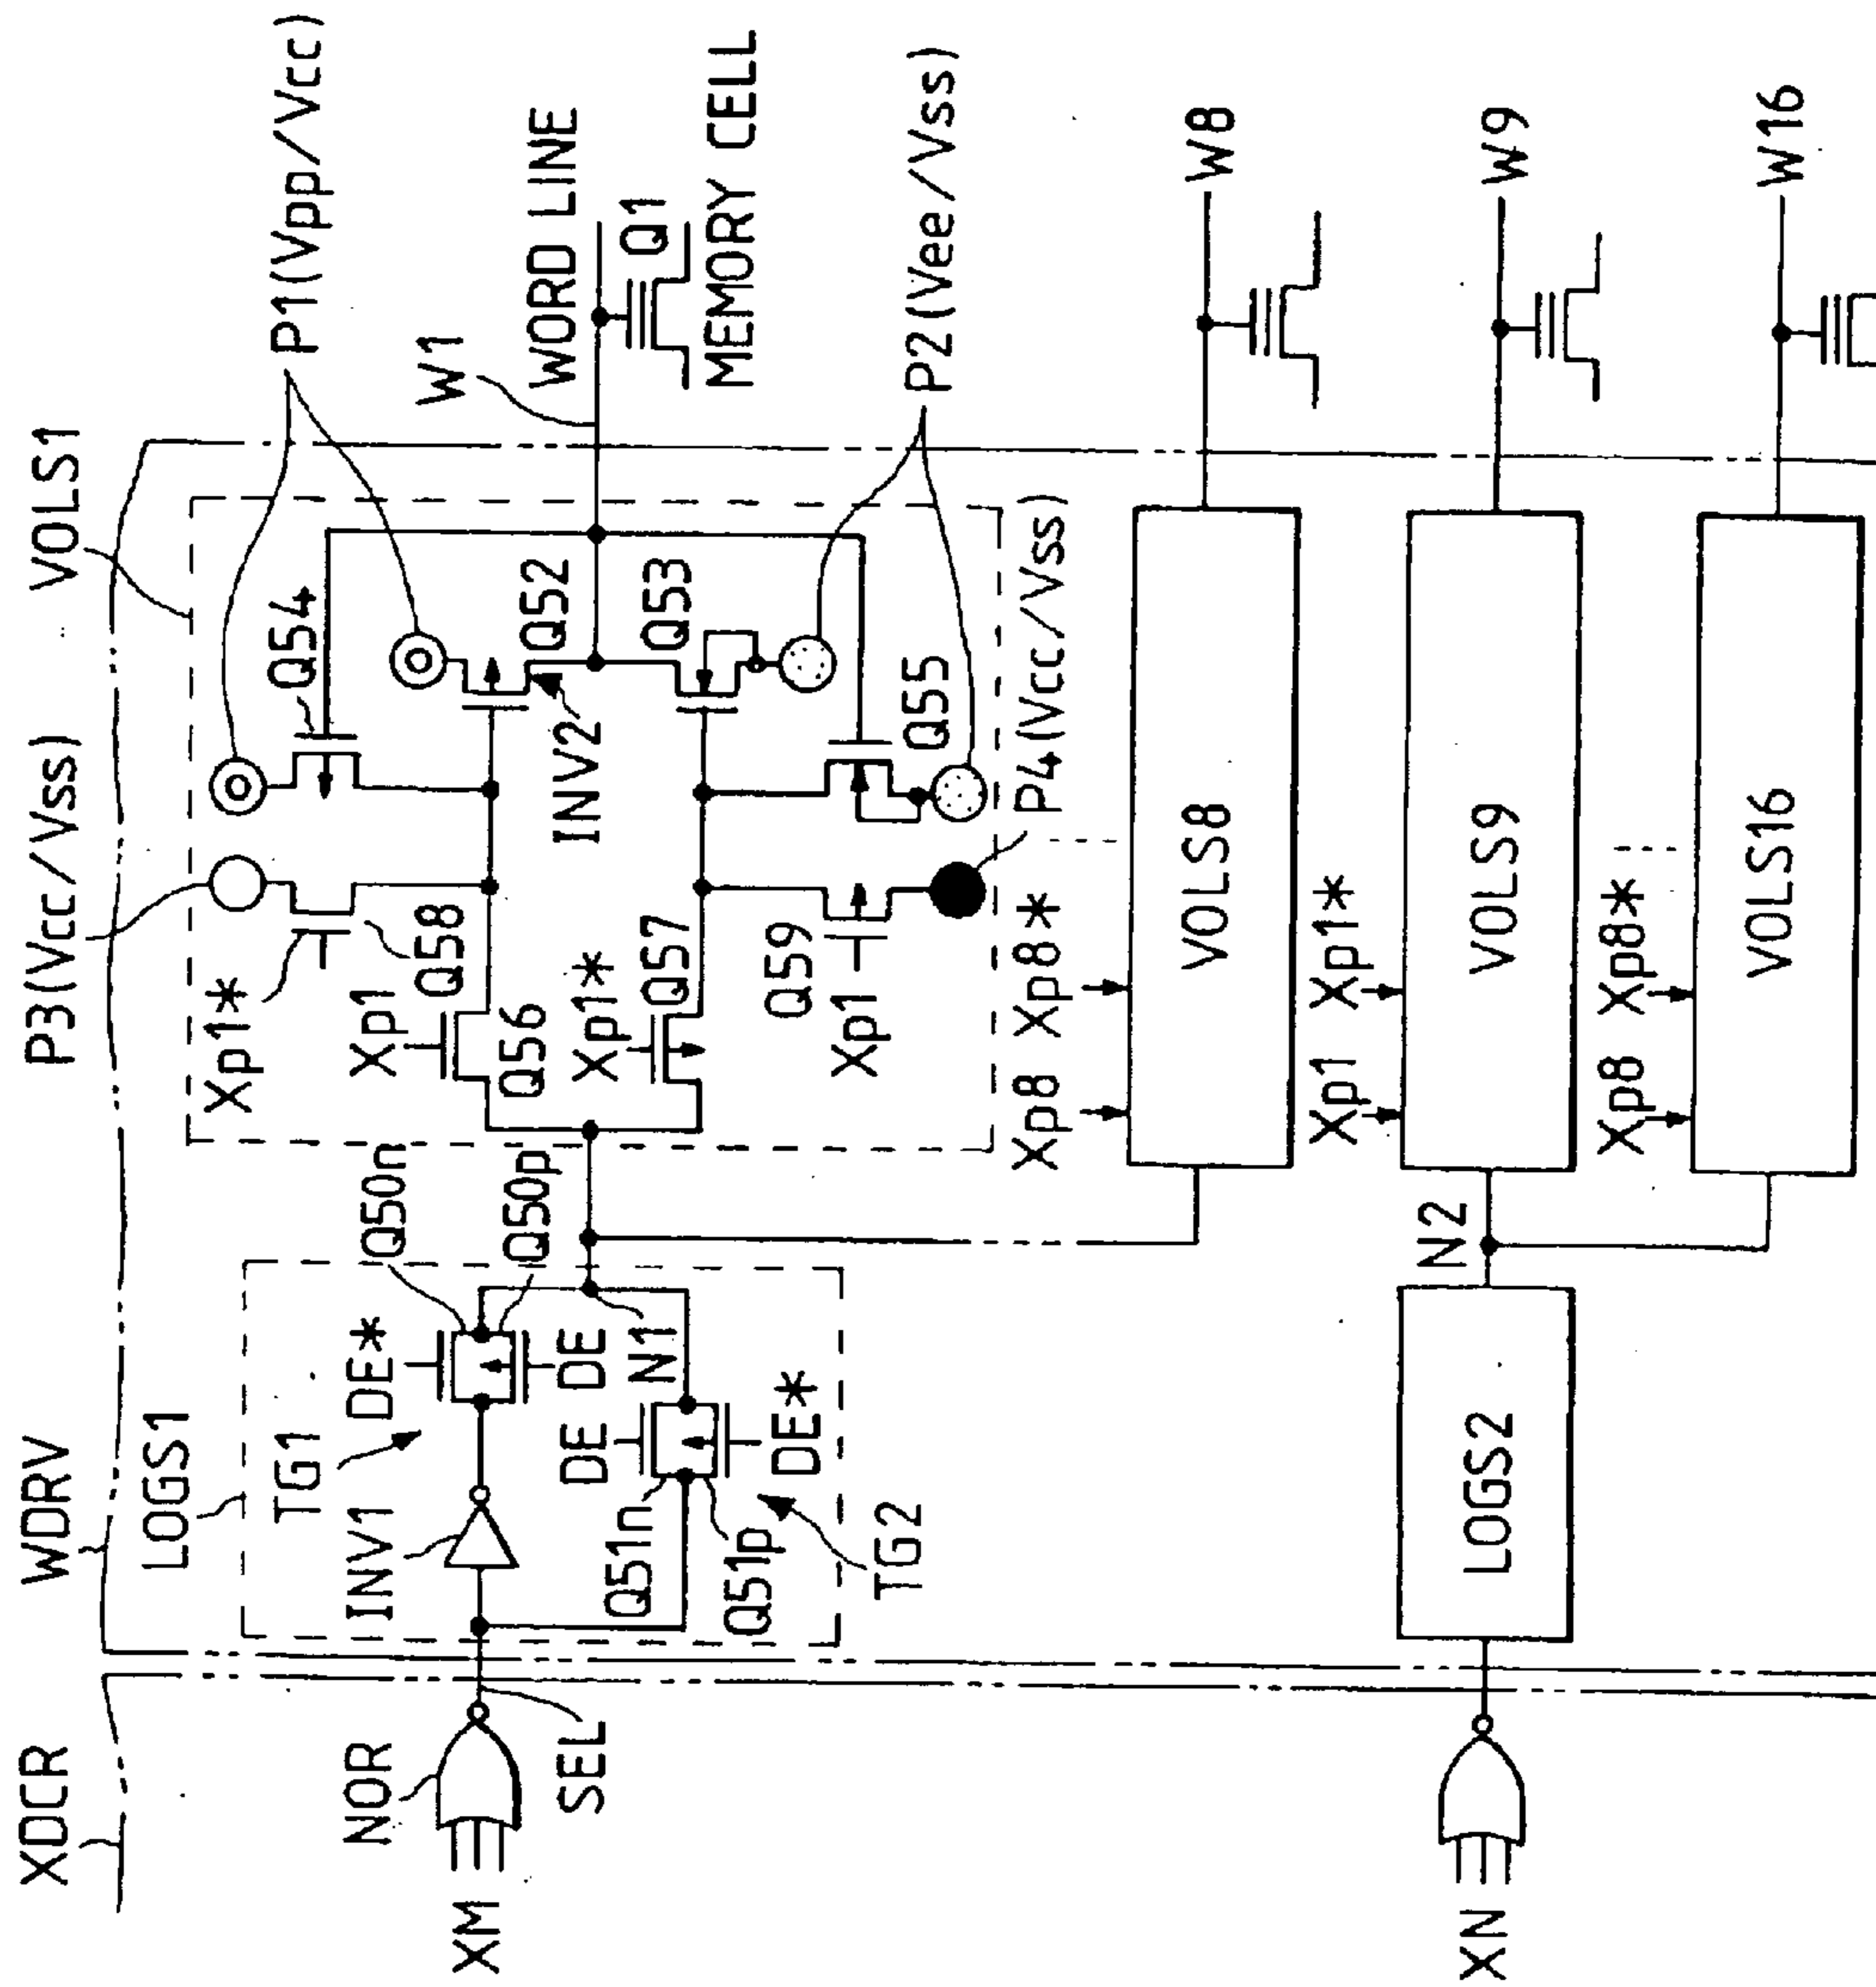 XDCR
WDRV
P3(Vcc/Vss)
VOLS1
LOGS1
Xp1*
Q54
P1(Vpp/Vcc)
NOR
INV1
TG1
DE*
Q50n
Xp1
Q58
Q52
W1
XM
SEL
Q50p
Q56
INV2
WORD LINE
DE
DE
N1
Xp1*
Q57
Q53
Q1
Q51n
Q51p
DE*
Q59
MEMORY CELL
TG2
Xp1
Q55
P2(Vee/Vss)
Xp8 Xp8*
P4(Vcc/Vss)
VOLS8
W8
Xp1 Xp1*
N2
XN
LOGS2
VOLS9
W9
Xp8 Xp8*
VOLS16
W16